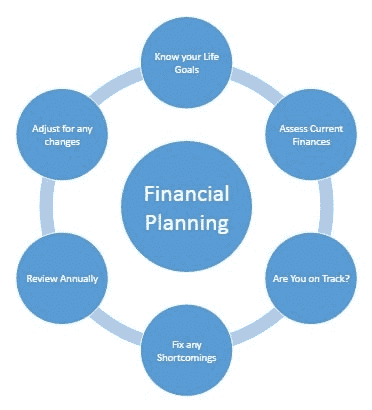 Know your Life
Goals
Assess Current
Finances
Are You on Track?
Fix any
Shortcomings
Review Annually
Adjust for any
changes
Financial
Planning